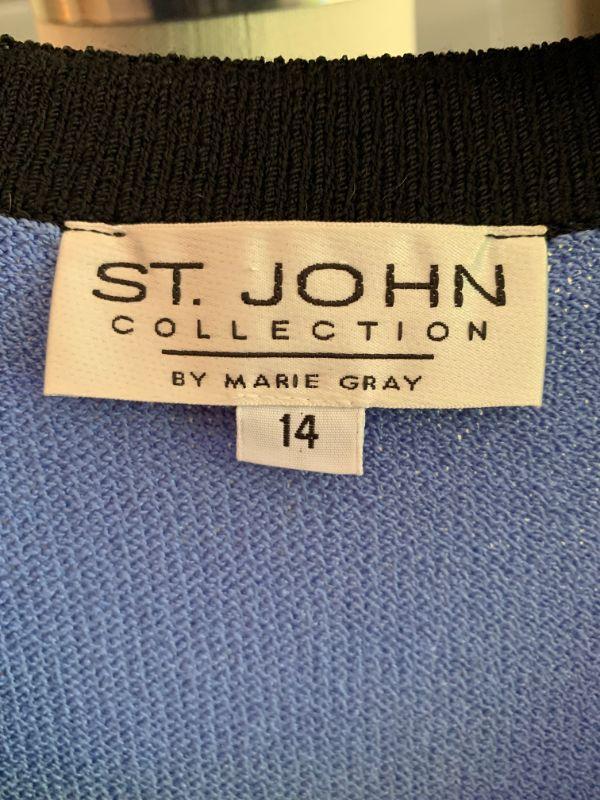 ST. JOHN
COLLECTION
BY MARIE GRAY
14